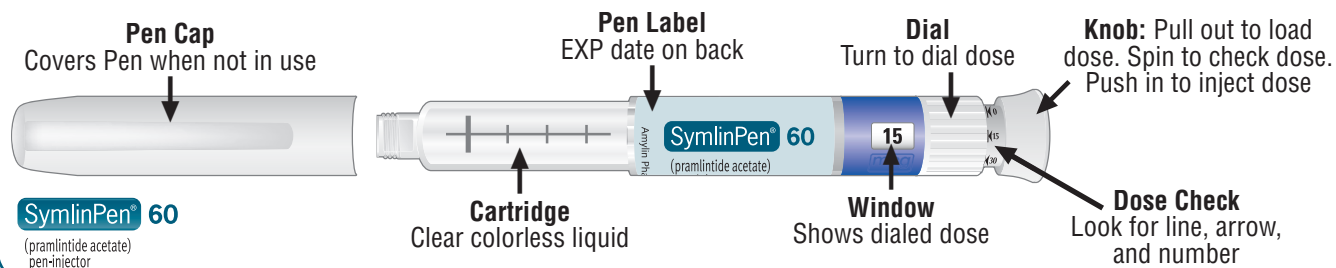 Pen Cap
Covers Pen when not in use
Pen Label
EXP date on back
Dial
Turn to dial dose
Knob: Pull out to load
dose. Spin to check dose.
Push in to inject dose
Amylin Pha
SymlinPen® 60
(pramlintide acetate)
15
0
15
30
Cartridge
Clear colorless liquid
Window
Shows dialed dose
Dose Check
Look for line, arrow,
and number
SymlinPen® 60
(pramlintide acetate)
pen-injector